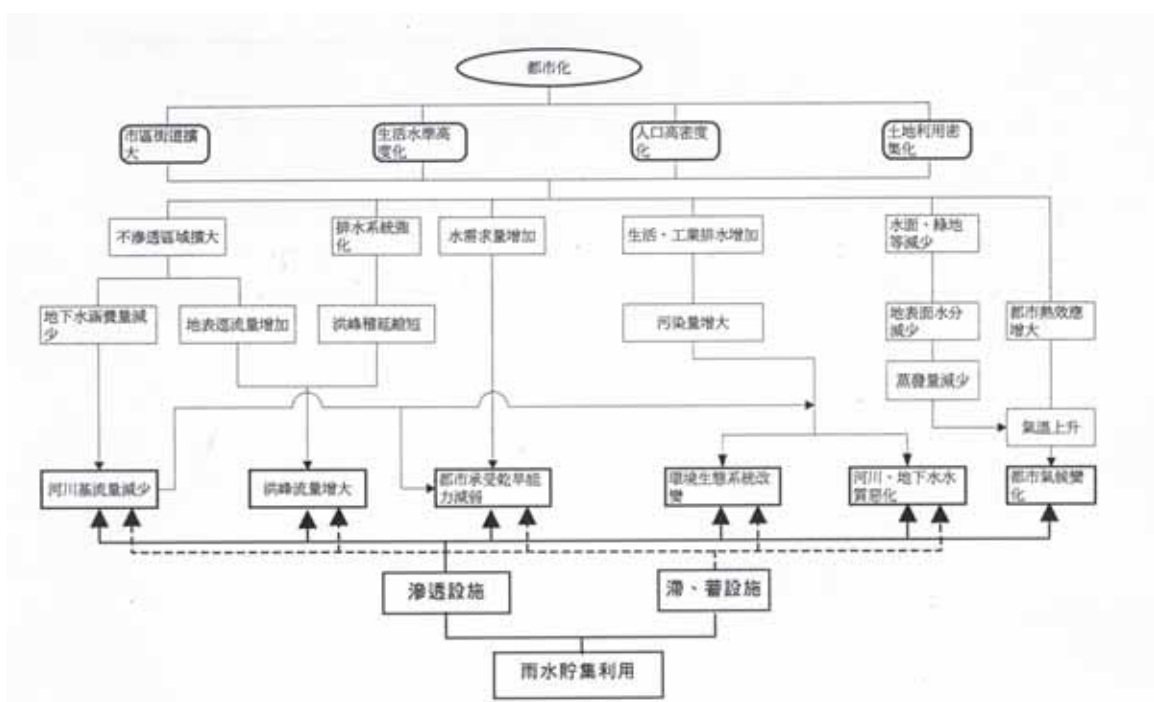 都市化
市區街道擴
大
生活水準高
度化
人口高密度
化
土地利用密
集化
不滲透區域擴大
排水系統強
化
水需求量增加
生活、工業排水增加
水面、綠地
等減少
地下水涵養量減
少
地表逕流量增加
洪峰稽延縮短
污染量增大
地表面水分
減少
都市熱效應
增大
蒸發量減少
氣溫上升
河川基流量減少
洪峰流量增大
都市承受乾旱能
力減弱
環境生態系統改
變
河川、地下水水
質惡化
都市氣候變
化
滲透設施
滯、蓄設施
雨水貯集利用